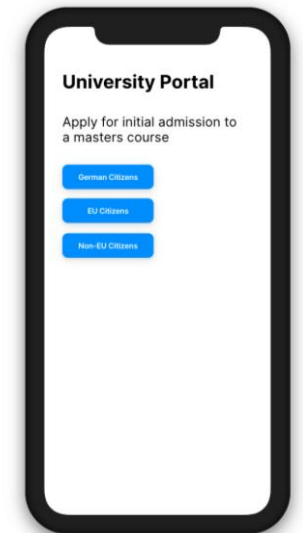 University Portal
Apply for initial admission to
a masters course
German Citizens
EU Citizens
Non-EU Citizens